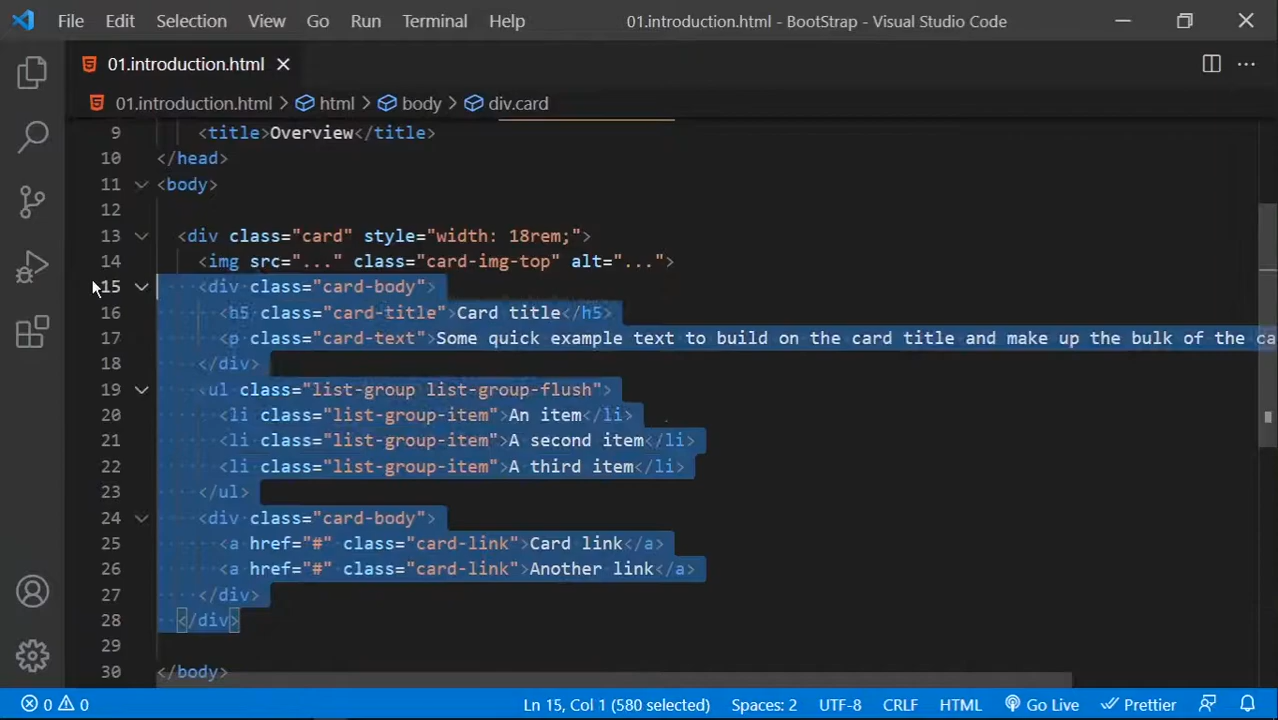 File Edit Selection View Go Run Terminal Help 01.introduction.html - BootStrap - Visual Studio Code
01.introduction.html
01.introduction.html > html > body > div.card
9 <title>Overview</title>
10 </head>
11 <body>
12
13 <div class="card" style="width: 18rem;">
14 <img src="..." class="card-img-top" alt="...">
15 <div class="card-body">
16 <h5 class="card-title">Card title</h5>
17 <p class="card-text">Some quick example text to build on the card title and make up the bulk of the ca
18 </div>
19 <ul class="list-group list-group-flush">
20 <li class="list-group-item">An item</li>
21 <li class="list-group-item">A second item</li>
22 <li class="list-group-item">A third item</li>
23 </ul>
24 <div class="card-body">
25 <a href="#" class="card-link">Card link</a>
26 <a href="#" class="card-link">Another link</a>
27 </div>
28 </div>
29
30 </body>
0 0 Ln 15, Col 1 (580 selected) Spaces: 2 UTF-8 CRLF HTML Go Live Prettier